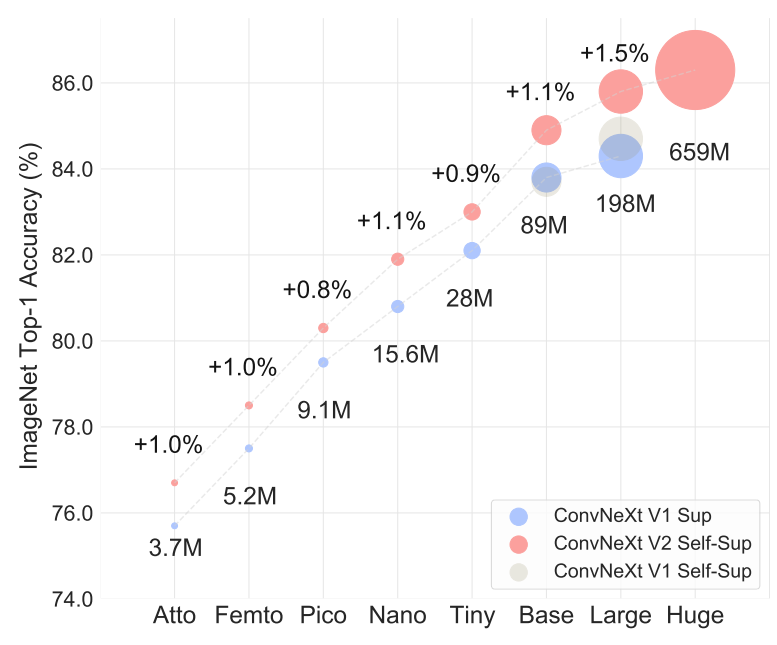 +1.5%
86.0
+1.1%
659M
84.0
+0.9%
198M
+1.1%
89M
82.0
28M
+0.8%
80.0
15.6M
+1.0%
9.1M
78.0
+1.0%
5.2M
76.0
3.7M
74.0
ImageNet Top-1 Accuracy (%)
ConvNeXt V1 Sup
ConvNeXt V2 Self-Sup
ConvNeXt V1 Self-Sup
Atto Femto Pico Nano Tiny Base Large Huge